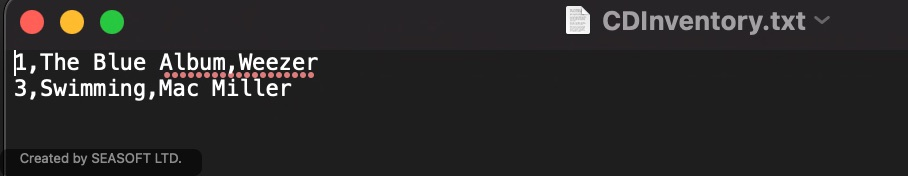 CDInventory.txt
1,The Blue Album,Weezer
3,Swimming,Mac Miller
Created by SEASOFT LTD.